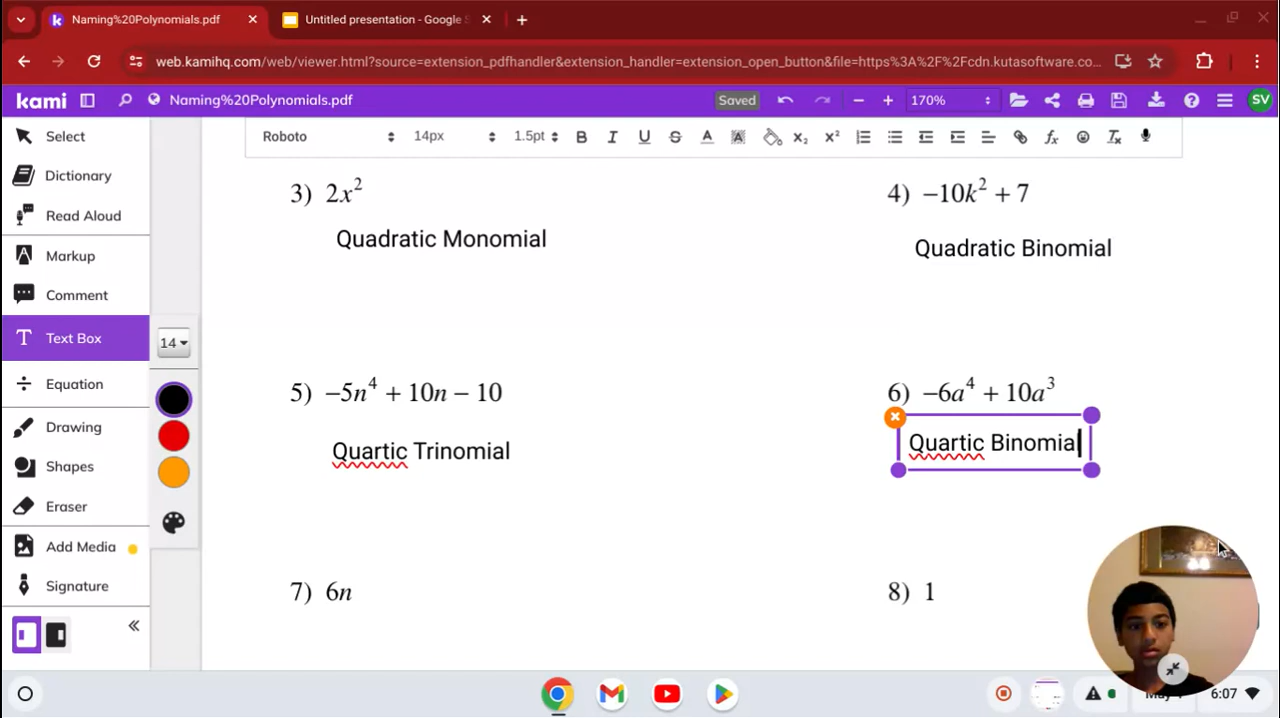 Naming%20Polynomials.pdf
Untitled presentation - Google S
web.kamihq.com/web/viewer.html?source=extension_pdfhandler&extension_handler=extension_open_button&file=https%3A%2F%2Fcdn.kutasoftware.co...
kami Naming%20Polynomials.pdf Saved 170% SV
Select
Roboto 14px 1.5pt B I U S A A X₂ X² fx Tx
Dictionary
Read Aloud
Markup
Comment
Text Box
14
Equation
Drawing
Shapes
Eraser
Add Media
Signature
3) 2x² 4) −10k² + 7
Quadratic Monomial Quadratic Binomial
5) −5n⁴ + 10n − 10 6) −6a⁴ + 10a³
Quartic Trinomial Quartic Binomial
7) 6n 8) 1
6:07